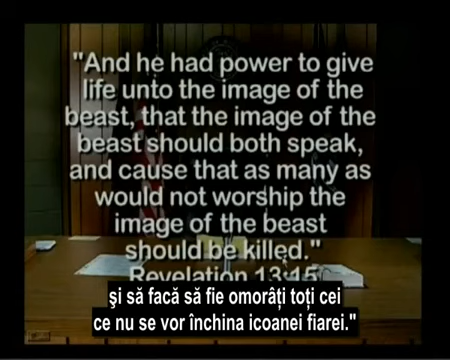 "And he had power to give
life unto the image of the
beast, that the image of the
beast should both speak,
and cause that as many as
would not worship the
image of the beast
should be killed."
Revelation 13:15
şi să facă să fie omorâţi toţi cei
ce nu se vor închina icoanei fiarei."